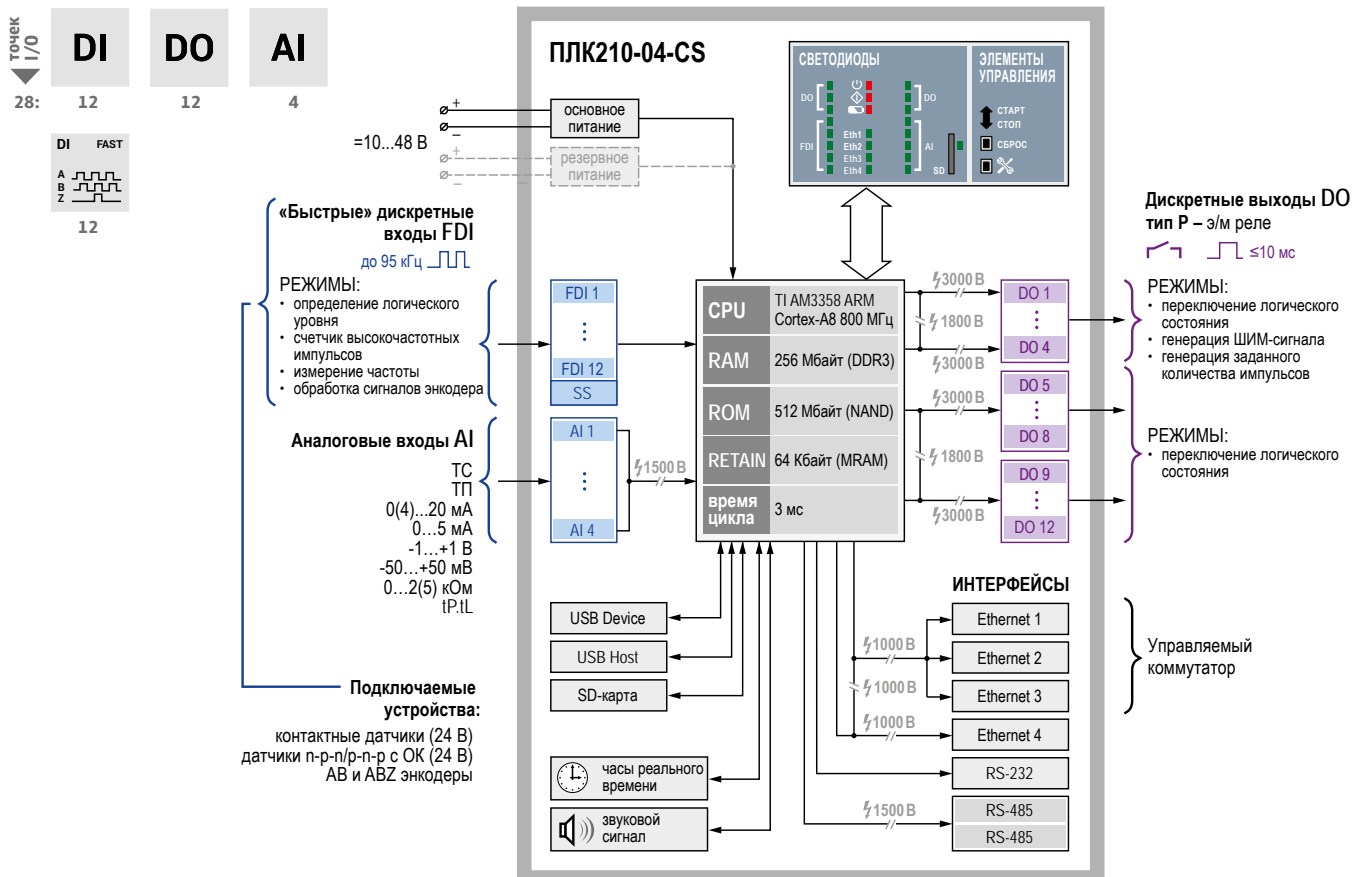 точек
I/O
DI
DO
AI
28:
12
12
4
DI FAST
A
B
Z
12
ПЛК210-04-CS
СВЕТОДИОДЫ
DO
DO
FDI
Eth1
Eth2
Eth3
Eth4
AI
SD
ЭЛЕМЕНТЫ
УПРАВЛЕНИЯ
СТАРТ
СТОП
СБРОС
=10...48 В
+
–
+
–
–
основное
питание
резервное
питание
«Быстрые» дискретные
входы FDI
до 95 кГц
РЕЖИМЫ:
• определение логического
уровня
• счетчик высокочастотных
импульсов
• измерение частоты
• обработка сигналов энкодера
FDI 1
FDI 12
SS
Аналоговые входы AI
ТС
ТП
0(4)...20 мА
0...5 мА
-1...+1 В
-50...+50 мВ
0...2(5) кОм
tP.tL
AI 1
AI 4
1500 В
Подключаемые
устройства:
контактные датчики (24 В)
датчики n-p-n/p-n-p с ОК (24 В)
AB и ABZ энкодеры
CPU TI AM3358 ARM
Cortex-A8 800 МГц
RAM 256 Мбайт (DDR3)
ROM 512 Мбайт (NAND)
RETAIN 64 Кбайт (MRAM)
время
цикла 3 мс
3000 В
1800 В
3000 В
3000 В
1800 В
3000 В
DO 1
DO 4
DO 5
DO 8
DO 9
DO 12
Дискретные выходы DO
тип Р – э/м реле
≤10 мс
РЕЖИМЫ:
• переключение логического
состояния
• генерация ШИМ-сигнала
• генерация заданного
количества импульсов
РЕЖИМЫ:
• переключение логического
состояния
USB Device
USB Host
SD-карта
часы реального
времени
звуковой
сигнал
ИНТЕРФЕЙСЫ
1000 В
1000 В
1000 В
1500 В
Ethernet 1
Ethernet 2
Ethernet 3
Ethernet 4
RS-232
RS-485
RS-485
Управляемый
коммутатор